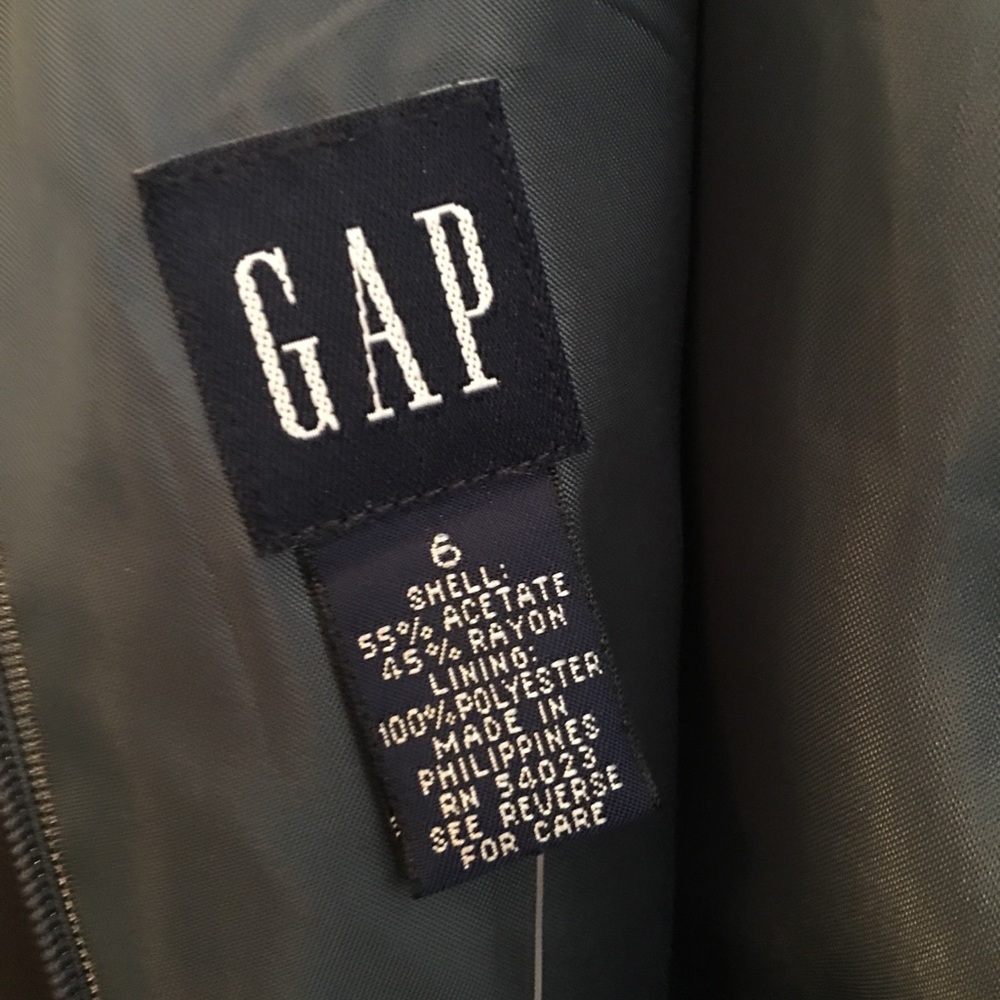 GAP
6
SHELL:
55% ACETATE
45% RAYON
LINING:
100% POLYESTER
MADE IN
PHILIPPINES
RN 54023
SEE REVERSE
FOR CARE